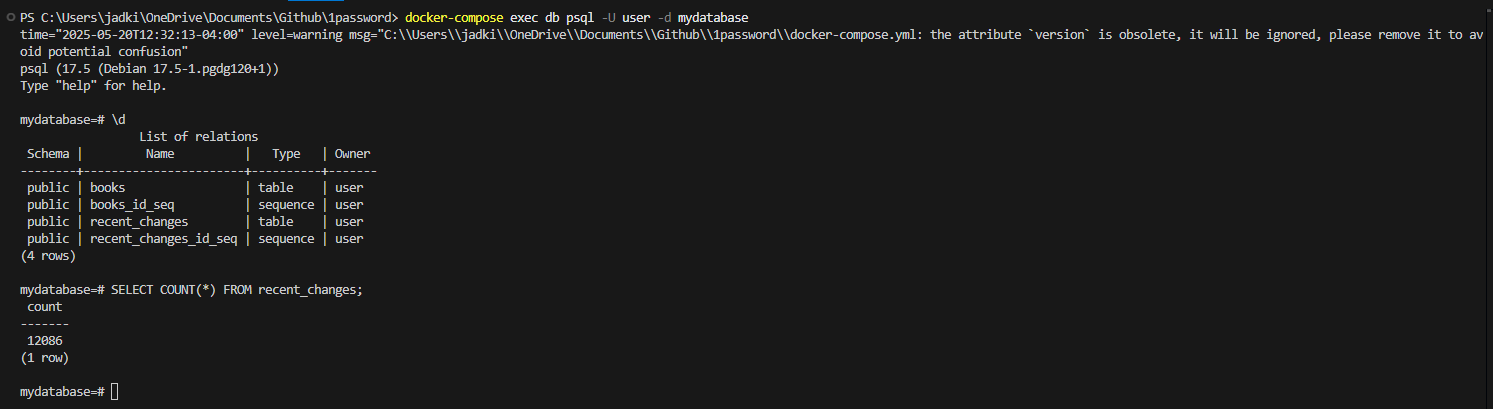 PS C:\Users\jadki\OneDrive\Documents\Github\1password> docker-compose exec db psql -U user -d mydatabase
time="2025-05-20T12:32:13-04:00" level=warning msg="C:\\Users\\jadki\\OneDrive\\Documents\\Github\\1password\\docker-compose.yml: the attribute `version` is obsolete, it will be ignored, please remove it to av
oid potential confusion"
psql (17.5 (Debian 17.5-1.pgdg120+1))
Type "help" for help.

mydatabase=# \d
                 List of relations
 Schema |         Name          |   Type   | Owner
--------+-----------------------+----------+-------
 public | books                 | table    | user
 public | books_id_seq          | sequence | user
 public | recent_changes        | table    | user
 public | recent_changes_id_seq | sequence | user
(4 rows)

mydatabase=# SELECT COUNT(*) FROM recent_changes;
 count
-------
 12086
(1 row)

mydatabase=#